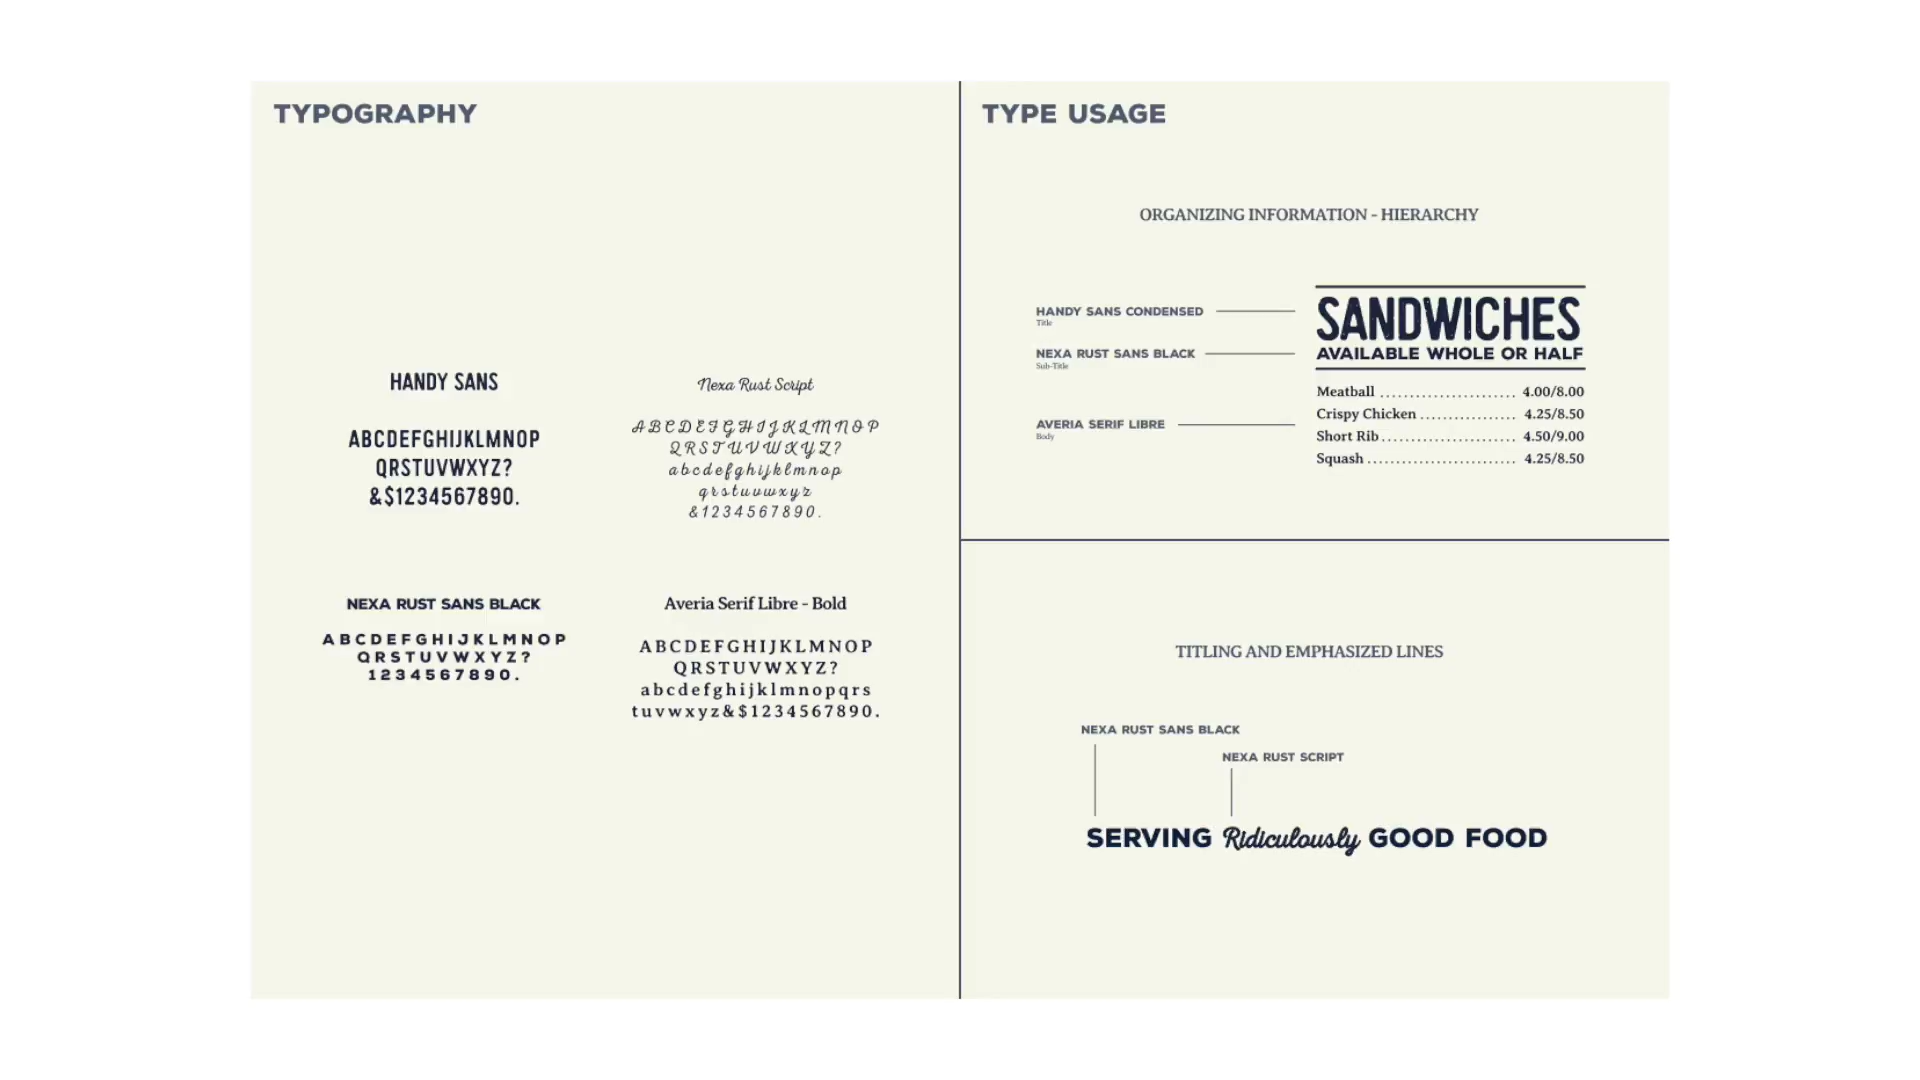 TYPOGRAPHY
HANDY SANS
ABCDEFGHIJKLMNOP
QRSTUVWXYZ?
&$1234567890.
Nexa Rust Script
ABCDEFGHIJKLMNOP
QRSTUVWXYZ?
abcdefghijklmnop
qrstuvwxyz
&1234567890.
NEXA RUST SANS BLACK
ABCDEFGHIJKLMNOP
QRSTUVWXYZ?
1234567890.
Averia Serif Libre - Bold
ABCDEFGHIJKLMNOP
QRSTUVWXYZ?
abcdefghijklmnopqrs
tuvwxyz&$1234567890.
TYPE USAGE
ORGANIZING INFORMATION - HIERARCHY
HANDY SANS CONDENSED
Title
NEXA RUST SANS BLACK
Sub-Title
AVERIA SERIF LIBRE
Body
SANDWICHES
AVAILABLE WHOLE OR HALF
Meatball ....................... 4.00/8.00
Crispy Chicken ................ 4.25/8.50
Short Rib ....................... 4.50/9.00
Squash ......................... 4.25/8.50
TITLING AND EMPHASIZED LINES
NEXA RUST SANS BLACK
NEXA RUST SCRIPT
SERVING Ridiculously GOOD FOOD